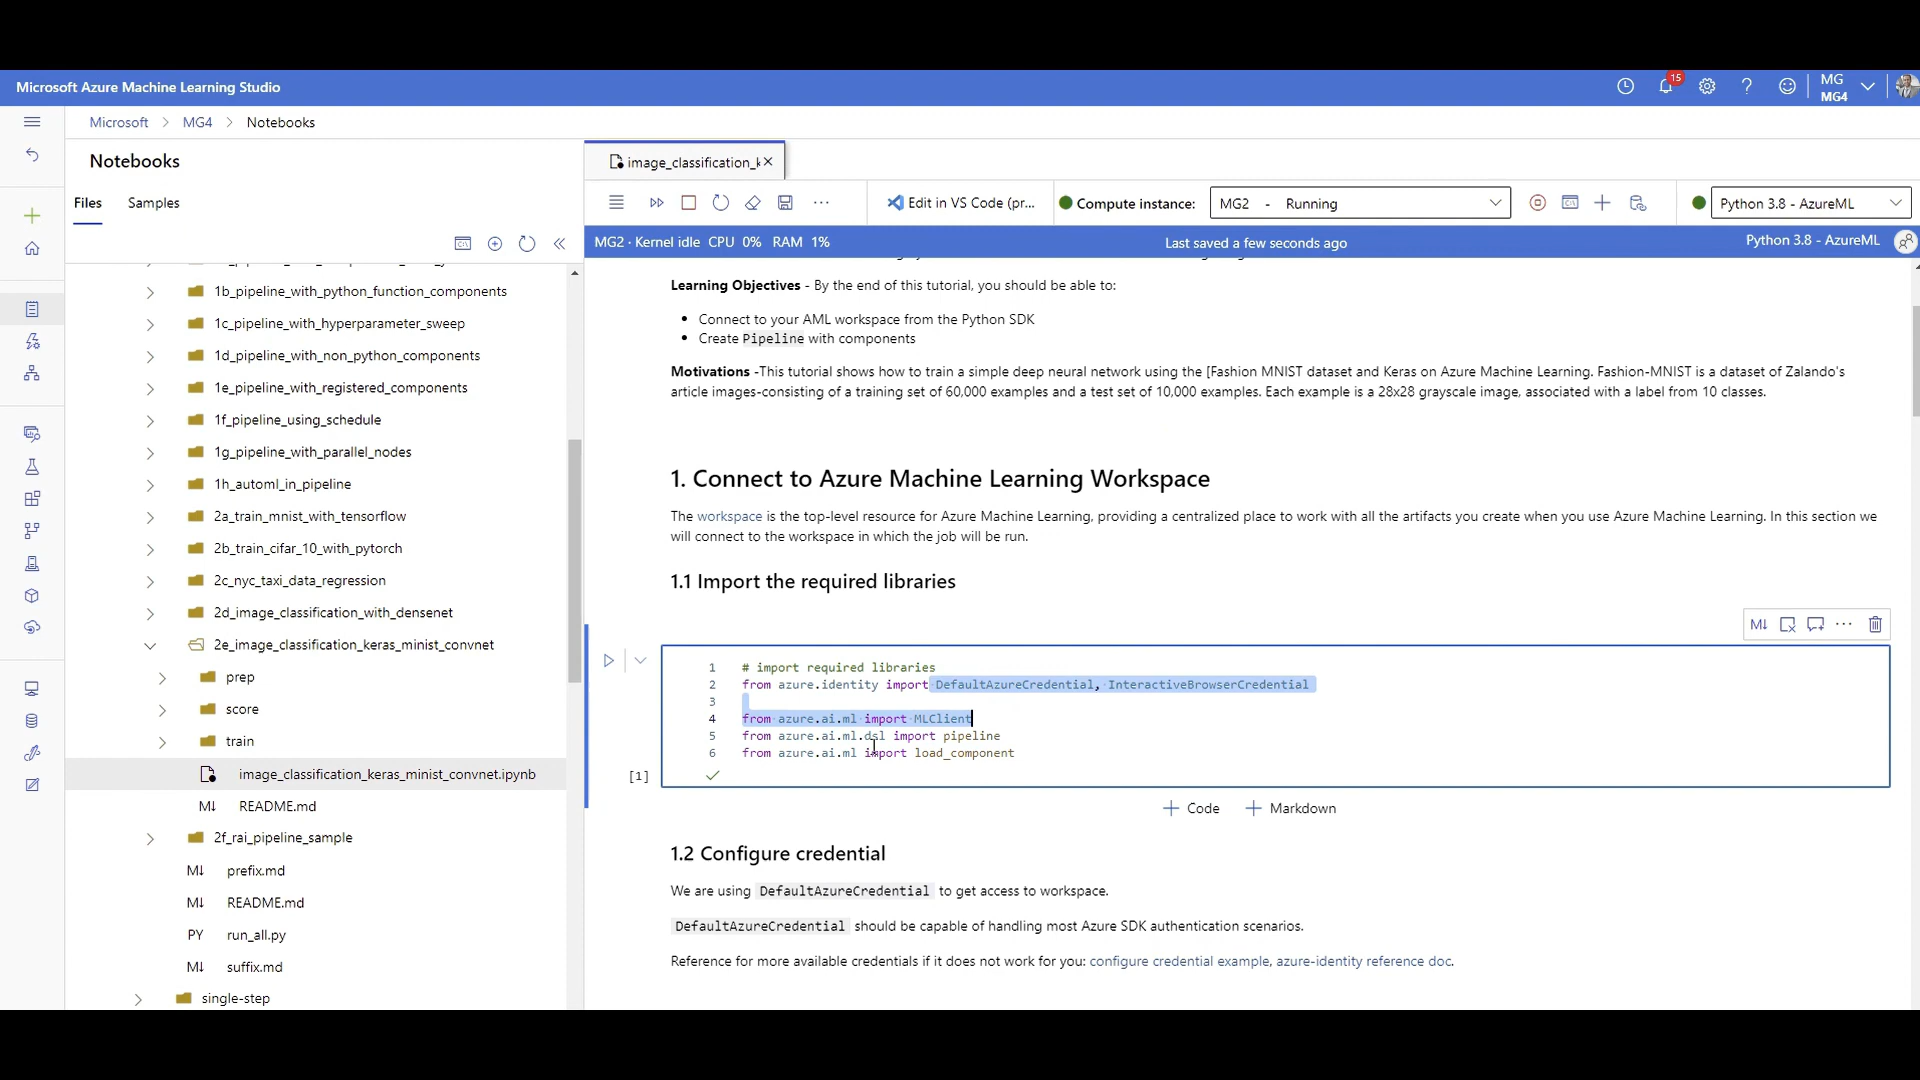 Microsoft Azure Machine Learning Studio
15
MG
MG4
Microsoft > MG4 > Notebooks
Notebooks
Files Samples
1b_pipeline_with_python_function_components
1c_pipeline_with_hyperparameter_sweep
1d_pipeline_with_non_python_components
1e_pipeline_with_registered_components
1f_pipeline_using_schedule
1g_pipeline_with_parallel_nodes
1h_automl_in_pipeline
2a_train_mnist_with_tensorflow
2b_train_cifar_10_with_pytorch
2c_nyc_taxi_data_regression
2d_image_classification_with_densenet
2e_image_classification_keras_minist_convnet
prep
score
train
image_classification_keras_minist_convnet.ipynb
M↓ README.md
2f_rai_pipeline_sample
M↓ prefix.md
M↓ README.md
PY run_all.py
M↓ suffix.md
single-step
image_classification_k
Edit in VS Code (pr... Compute instance: MG2 - Running Python 3.8 - AzureML
MG2 · Kernel idle CPU 0% RAM 1% Last saved a few seconds ago Python 3.8 - AzureML
Learning Objectives - By the end of this tutorial, you should be able to:
• Connect to your AML workspace from the Python SDK
• Create Pipeline with components
Motivations -This tutorial shows how to train a simple deep neural network using the [Fashion MNIST dataset and Keras on Azure Machine Learning. Fashion-MNIST is a dataset of Zalando's
article images-consisting of a training set of 60,000 examples and a test set of 10,000 examples. Each example is a 28x28 grayscale image, associated with a label from 10 classes.
1. Connect to Azure Machine Learning Workspace
The workspace is the top-level resource for Azure Machine Learning, providing a centralized place to work with all the artifacts you create when you use Azure Machine Learning. In this section we
will connect to the workspace in which the job will be run.
1.1 Import the required libraries
M↓
1 # import required libraries
2 from azure.identity import DefaultAzureCredential, InteractiveBrowserCredential
3
4 from azure.ai.ml import MLClient
5 from azure.ai.ml.dsl import pipeline
6 from azure.ai.ml import load_component
[1]
+ Code + Markdown
1.2 Configure credential
We are using DefaultAzureCredential to get access to workspace.
DefaultAzureCredential should be capable of handling most Azure SDK authentication scenarios.
Reference for more available credentials if it does not work for you: configure credential example, azure-identity reference doc.